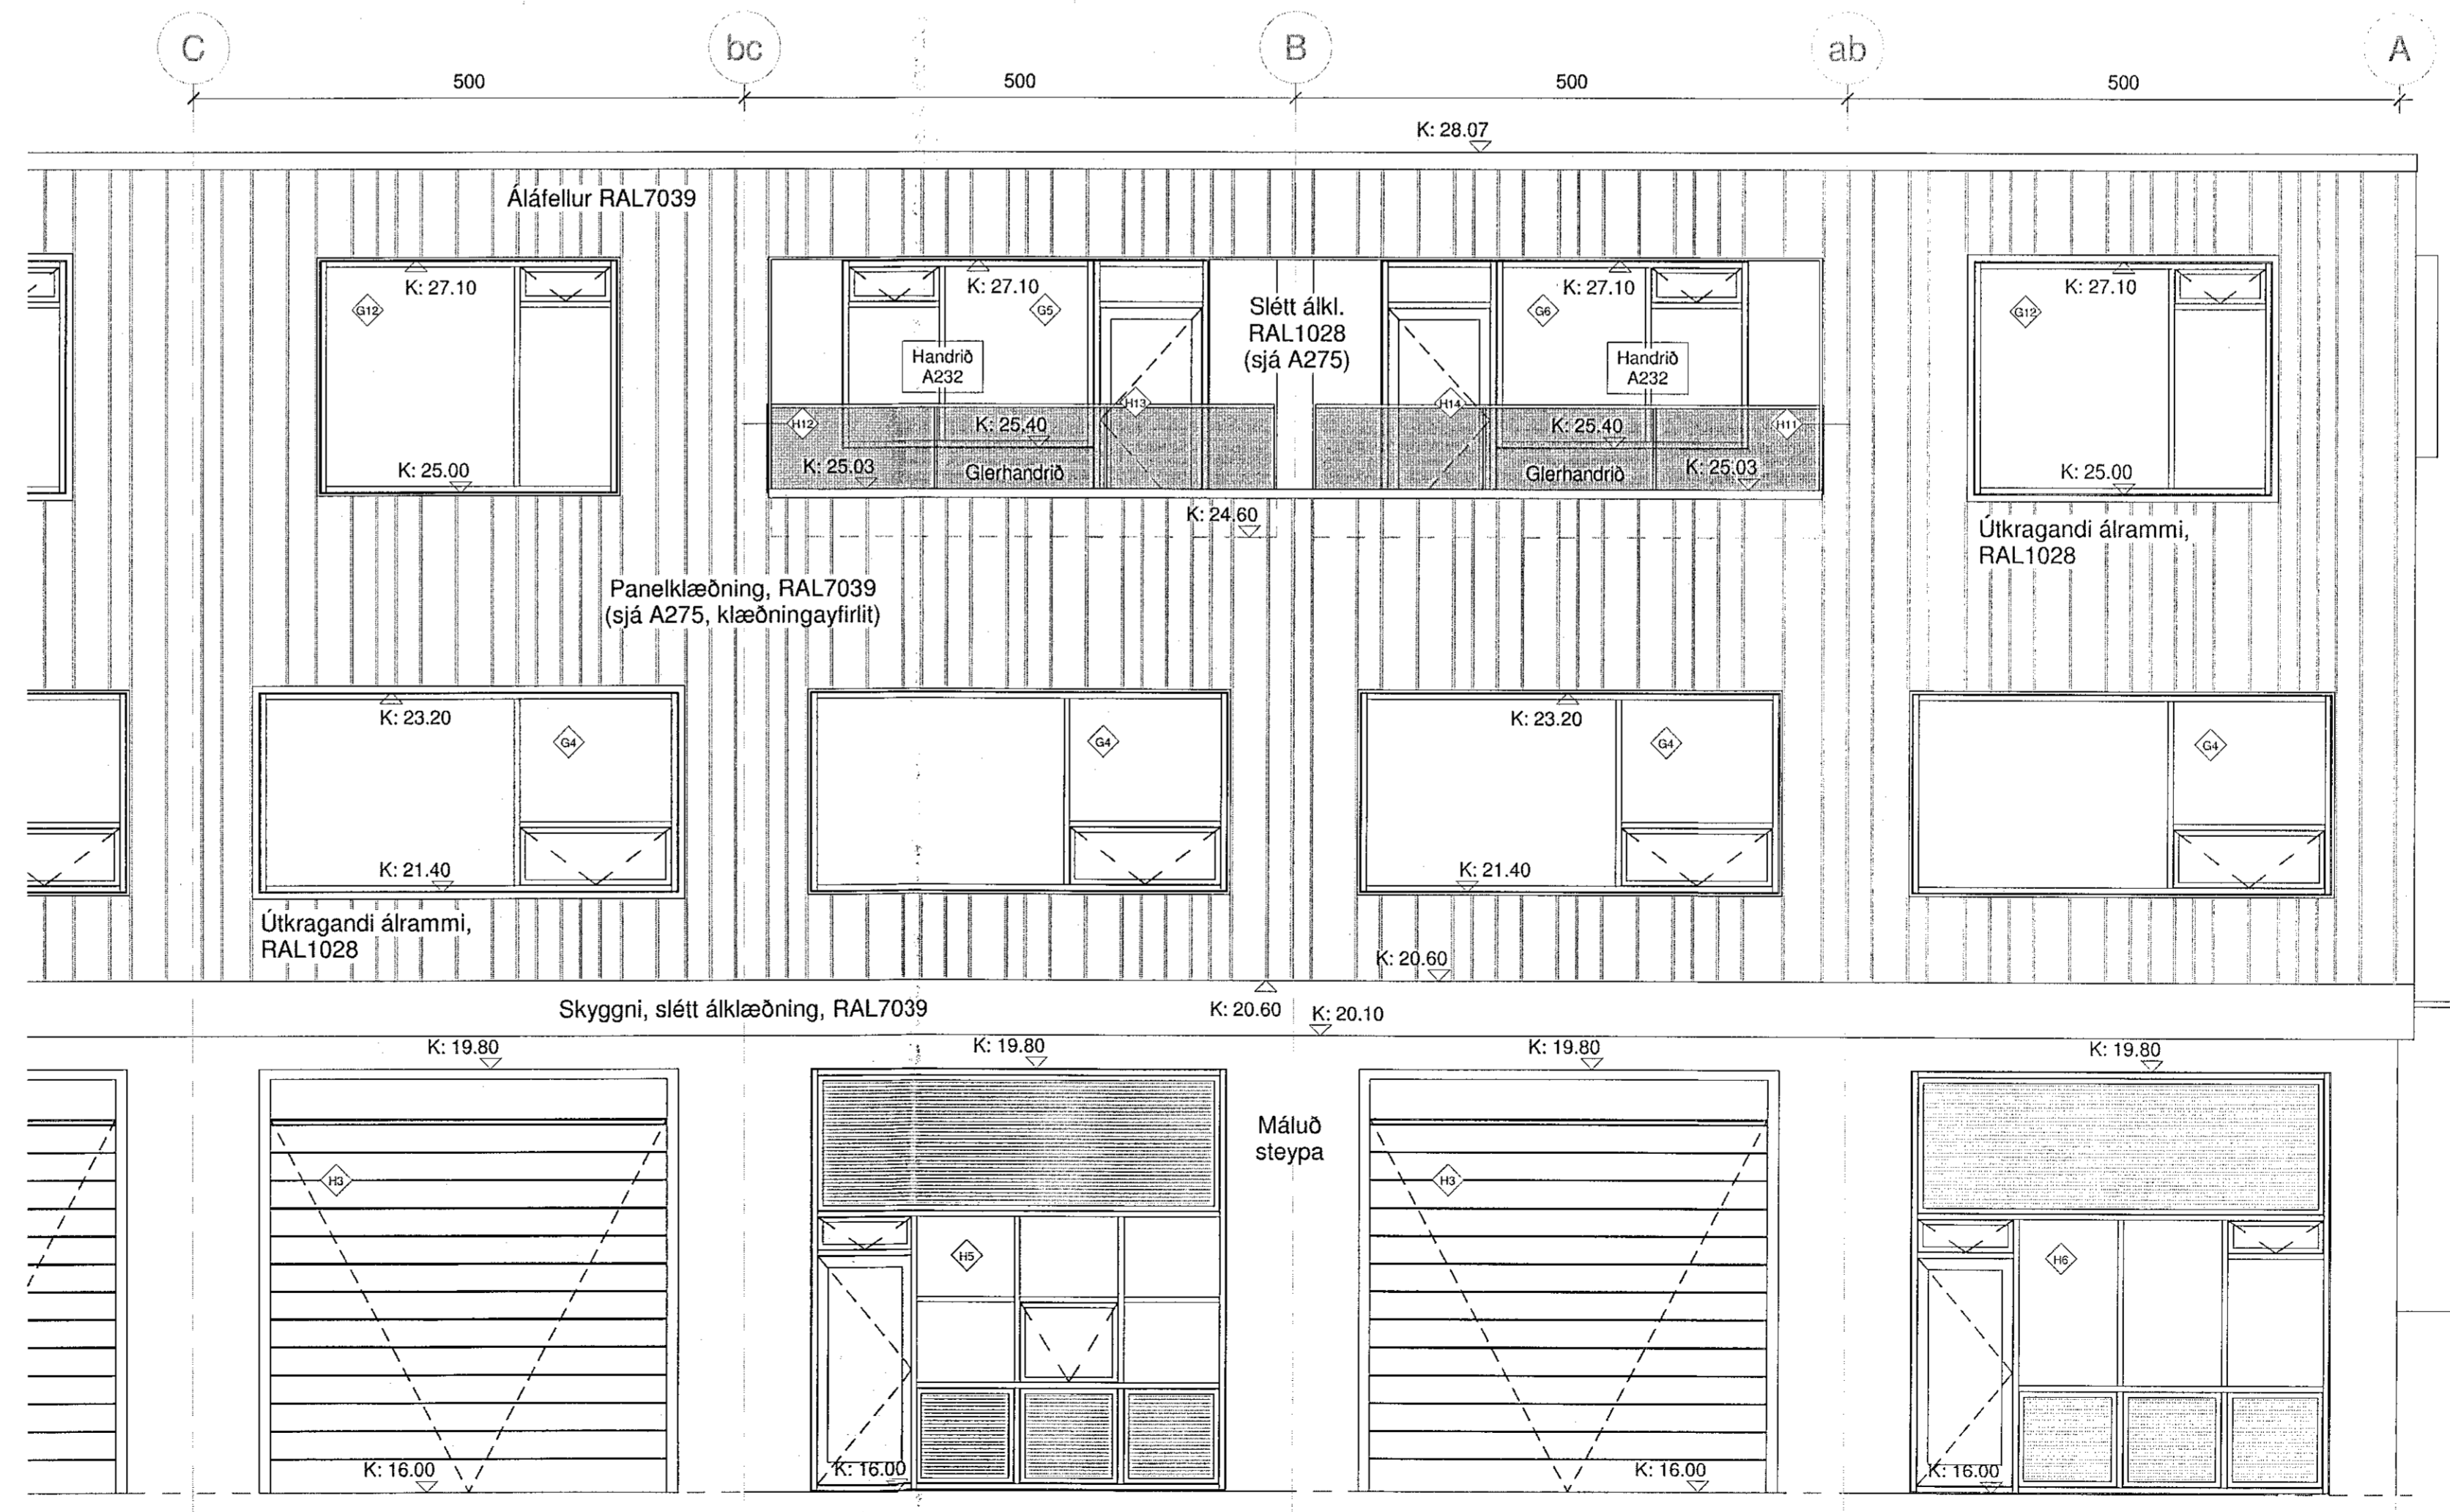 C bc B ab A
500 500 500 500
K: 28.07
Áláfellur RAL7039
K: 27.10 K: 27.10 K: 27.10 K: 27.10
G12 G5 G6 G12
Slétt álkl.
RAL1028
(sjá A275)
Handrið
A232
Handrið
A232
H12 H13 H14 H11
K: 25.40 K: 25.40
K: 25.00 K: 25.03 Glerhandrið Glerhandrið K: 25.03 K: 25.00
K: 24.60
Útkragandi álrammi,
RAL1028
Panelklæðning, RAL7039
(sjá A275, klæðningayfirlit)
K: 23.20 K: 23.20
G4 G4 G4 G4
K: 21.40 K: 21.40
Útkragandi álrammi,
RAL1028
K: 20.60
Skyggni, slétt álklæðning, RAL7039
K: 20.60 K: 20.10
K: 19.80 K: 19.80 K: 19.80 K: 19.80
Máluð
steypa
H3 H3
H5 H6
K: 16.00 K: 16.00 K: 16.00 K: 16.00